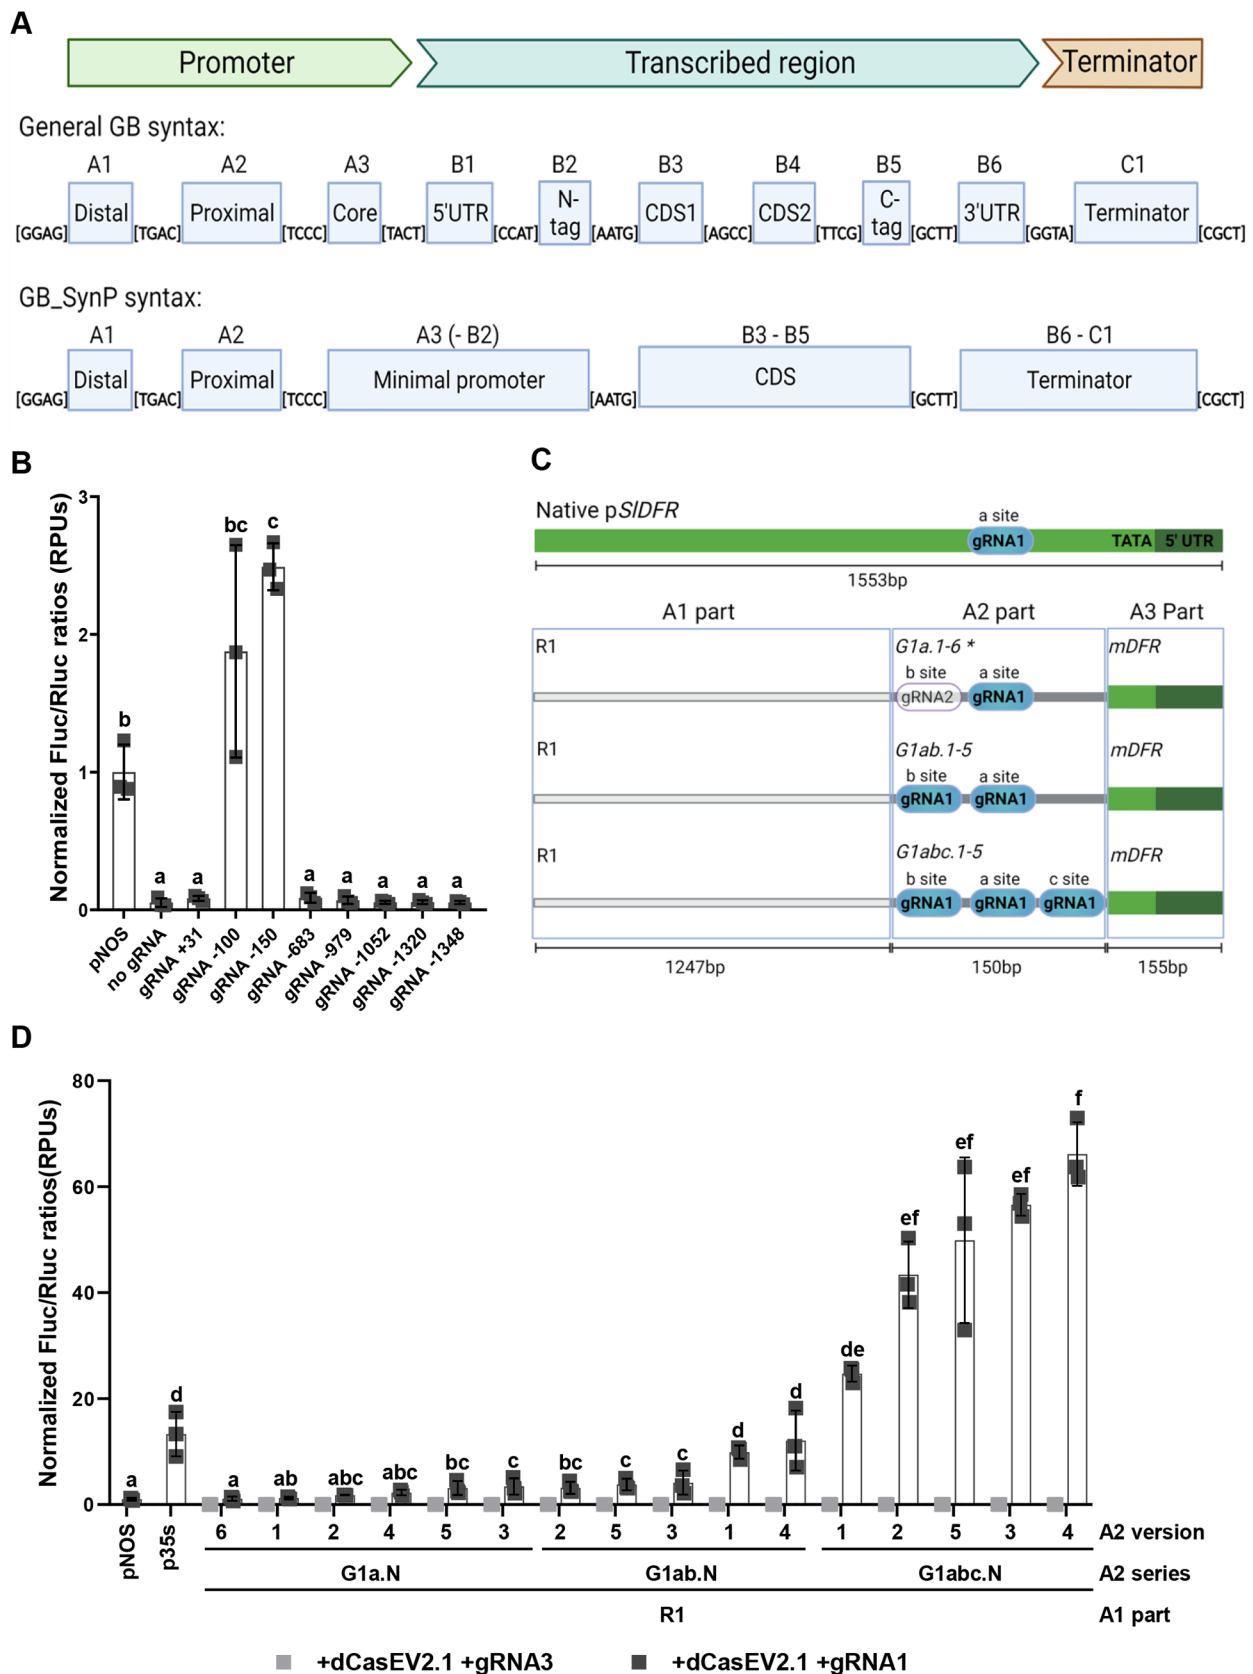 A
Promoter Transcribed region Terminator
General GB syntax:
A1 A2 A3 B1 B2 B3 B4 B5 B6 C1
Distal Proximal Core 5'UTR N-tag CDS1 CDS2 C-tag 3'UTR Terminator
[GGAG] [TGAC] [TCCC] [TACT] [CCAT] [AATG] [AGCC] [TTCG] [GCTT] [GGTA] [CGCT]
GB_SynP syntax:
A1 A2 A3 (- B2) B3 - B5 B6 - C1
Distal Proximal Minimal promoter CDS Terminator
[GGAG] [TGAC] [TCCC] [AATG] [GCTT] [CGCT]
B
Normalized Fluc/Rluc ratios (RPUs)
3
2
1
0
b a a bc c a a a a a
pNOS
no gRNA
gRNA +31
gRNA -100
gRNA -150
gRNA -683
gRNA -979
gRNA -1052
gRNA -1320
gRNA -1348
C
Native pSlDFR
a site
gRNA1 TATA 5' UTR
1553bp
A1 part A2 part A3 Part
R1 G1a.1-6 * mDFR
b site a site
gRNA2 gRNA1
R1 G1ab.1-5 mDFR
b site a site
gRNA1 gRNA1
R1 G1abc.1-5 mDFR
b site a site c site
gRNA1 gRNA1 gRNA1
1247bp 150bp 155bp
D
Normalized Fluc/Rluc ratios(RPUs)
80
60
40
20
0
a d a ab abc abc bc c bc c c d d de ef ef ef f
pNOS p35s 6 1 2 4 5 3 2 5 3 1 4 1 2 5 3 4 A2 version
G1a.N G1ab.N G1abc.N A2 series
R1 A1 part
+dCasEV2.1 +gRNA3 +dCasEV2.1 +gRNA1